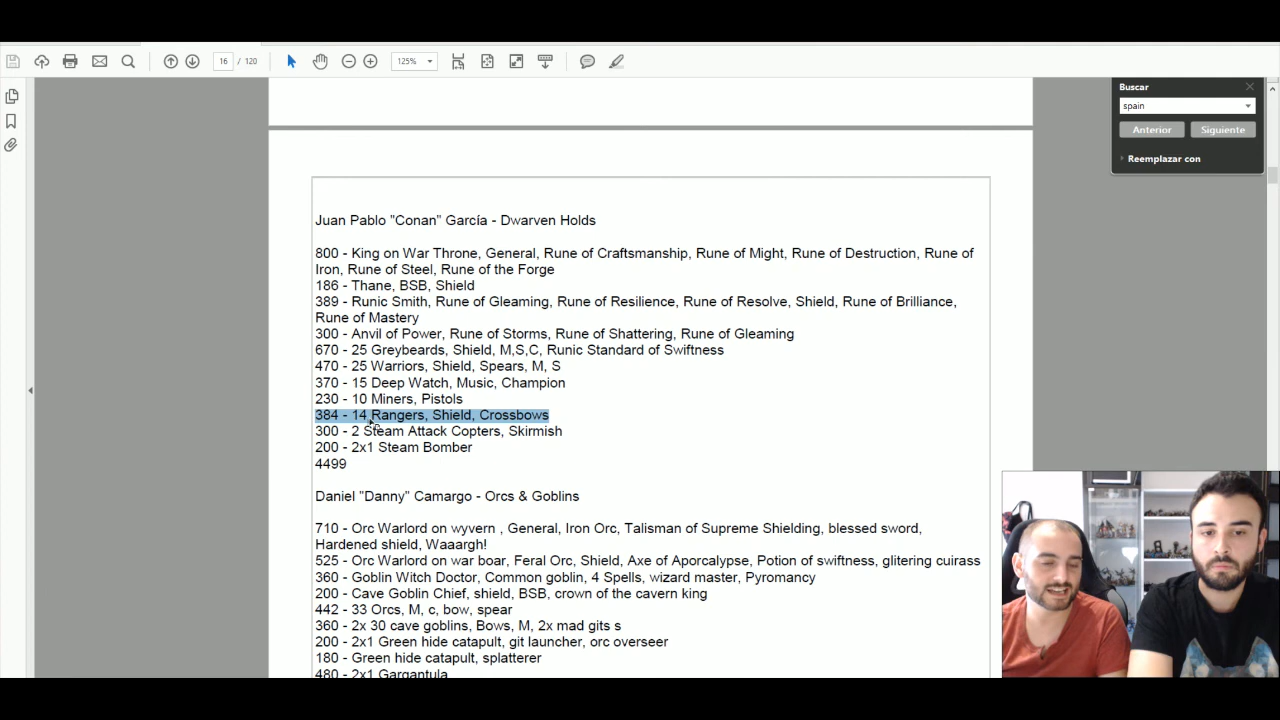 16 / 120
125%
Buscar
spain
Anterior
Siguiente
Reemplazar con
Juan Pablo "Conan" García - Dwarven Holds
800 - King on War Throne, General, Rune of Craftsmanship, Rune of Might, Rune of Destruction, Rune of
Iron, Rune of Steel, Rune of the Forge
186 - Thane, BSB, Shield
389 - Runic Smith, Rune of Gleaming, Rune of Resilience, Rune of Resolve, Shield, Rune of Brilliance,
Rune of Mastery
300 - Anvil of Power, Rune of Storms, Rune of Shattering, Rune of Gleaming
670 - 25 Greybeards, Shield, M,S,C, Runic Standard of Swiftness
470 - 25 Warriors, Shield, Spears, M, S
370 - 15 Deep Watch, Music, Champion
230 - 10 Miners, Pistols
384 - 14 Rangers, Shield, Crossbows
300 - 2 Steam Attack Copters, Skirmish
200 - 2x1 Steam Bomber
4499
Daniel "Danny" Camargo - Orcs & Goblins
710 - Orc Warlord on wyvern , General, Iron Orc, Talisman of Supreme Shielding, blessed sword,
Hardened shield, Waaargh!
525 - Orc Warlord on war boar, Feral Orc, Shield, Axe of Aporcalypse, Potion of swiftness, glitering cuirass
360 - Goblin Witch Doctor, Common goblin, 4 Spells, wizard master, Pyromancy
200 - Cave Goblin Chief, shield, BSB, crown of the cavern king
442 - 33 Orcs, M, c, bow, spear
360 - 2x 30 cave goblins, Bows, M, 2x mad gits s
200 - 2x1 Green hide catapult, git launcher, orc overseer
180 - Green hide catapult, splatterer
480 - 2x1 Gargantula